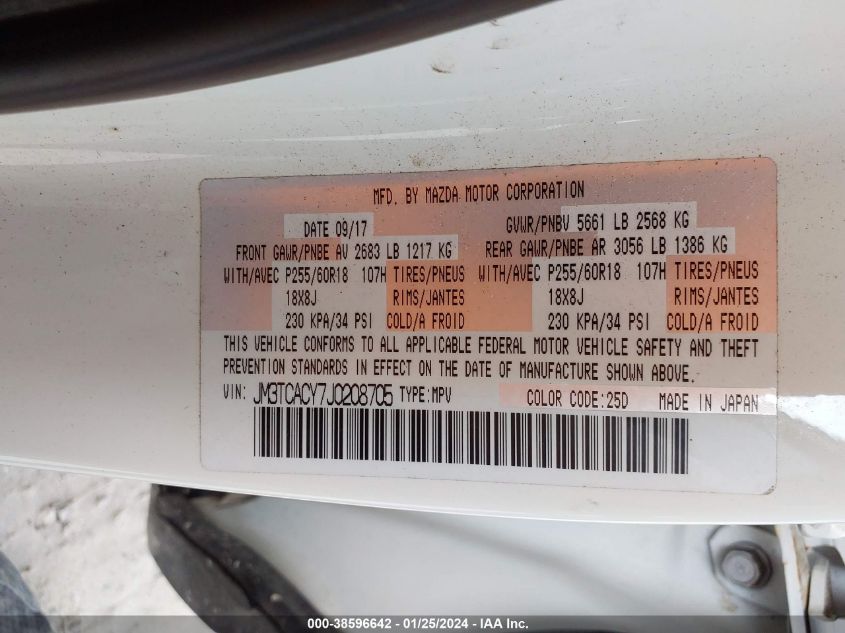 MFD. BY MAZDA MOTOR CORPORATION
DATE 09/17 GVWR/PNBV 5661 LB 2568 KG
FRONT GAWR/PNBE AV 2683 LB 1217 KG REAR GAWR/PNBE AR 3056 LB 1386 KG
WITH/AVEC P255/60R18 107H TIRES/PNEUS WITH/AVEC P255/60R18 107H TIRES/PNEUS
18X8J RIMS/JANTES 18X8J RIMS/JANTES
230 KPA/34 PSI COLD/A FROID 230 KPA/34 PSI COLD/A FROID
THIS VEHICLE CONFORMS TO ALL APPLICABLE FEDERAL MOTOR VEHICLE SAFETY AND THEFT
PREVENTION STANDARDS IN EFFECT ON THE DATE OF MANUFACTURE SHOWN ABOVE.
VIN: JM3TCACY7J0208705 TYPE:MPV COLOR CODE:25D MADE IN JAPAN
000-38596642 / 01/25/2024 - IAA Inc.